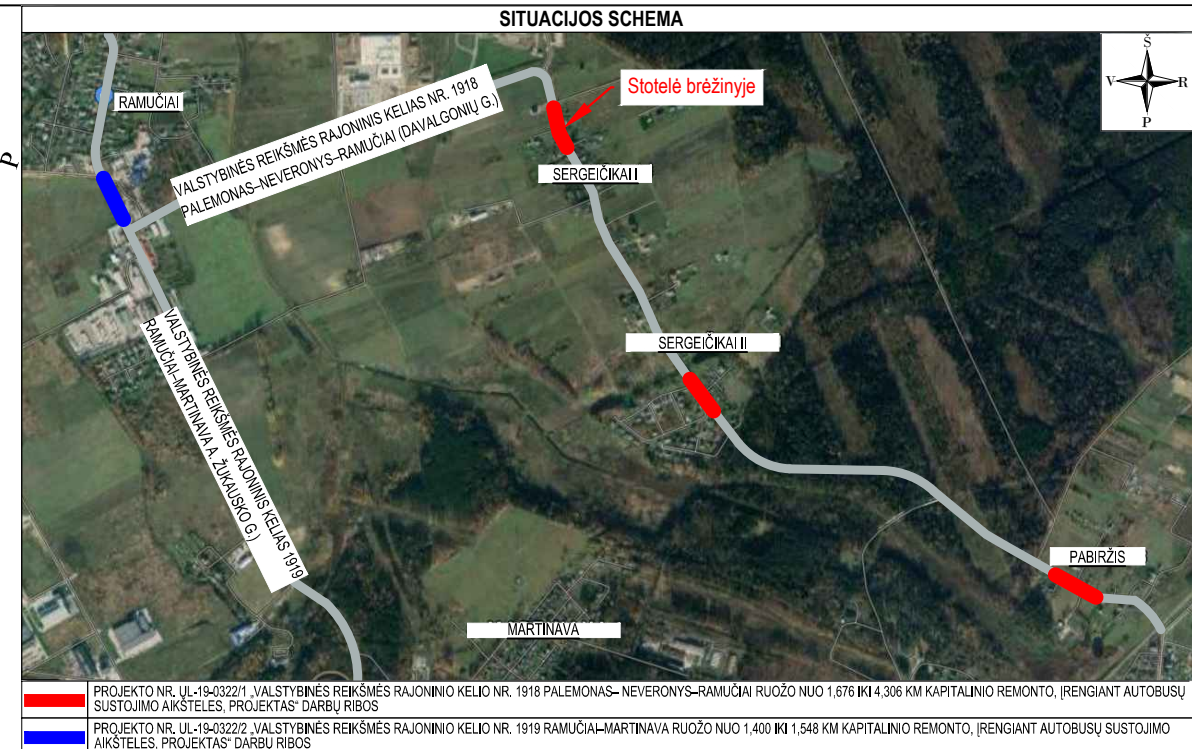 SITUACIJOS SCHEMA
P
Š
V
R
P
Stotelė brėžinyje
RAMUČIAI
VALSTYBINĖS REIKŠMĖS RAJONINIS KELIAS NR. 1918
PALEMONAS–NEVERONYS–RAMUČIAI (DAVALGONIŲ G.)
SERGEIČIKAI I
SERGEIČIKAI II
VALSTYBINĖS REIKŠMĖS RAJONINIS KELIAS 1919
RAMUČIAI–MARTINAVA A. ŽUKAUSKO G.)
PABIRŽIS
MARTINAVA
PROJEKTO NR. UL-19-0322/1 „VALSTYBINĖS REIKŠMĖS RAJONINIO KELIO NR. 1918 PALEMONAS– NEVERONYS–RAMUČIAI RUOŽO NUO 1,676 IKI 4,306 KM KAPITALINIO REMONTO, ĮRENGIANT AUTOBUSŲ
SUSTOJIMO AIKŠTELES, PROJEKTAS“ DARBŲ RIBOS
PROJEKTO NR. UL-19-0322/2 „VALSTYBINĖS REIKŠMĖS RAJONINIO KELIO NR. 1919 RAMUČIAI–MARTINAVA RUOŽO NUO 1,400 IKI 1,548 KM KAPITALINIO REMONTO, ĮRENGIANT AUTOBUSŲ SUSTOJIMO
AIKŠTELES, PROJEKTAS“ DARBŲ RIBOS